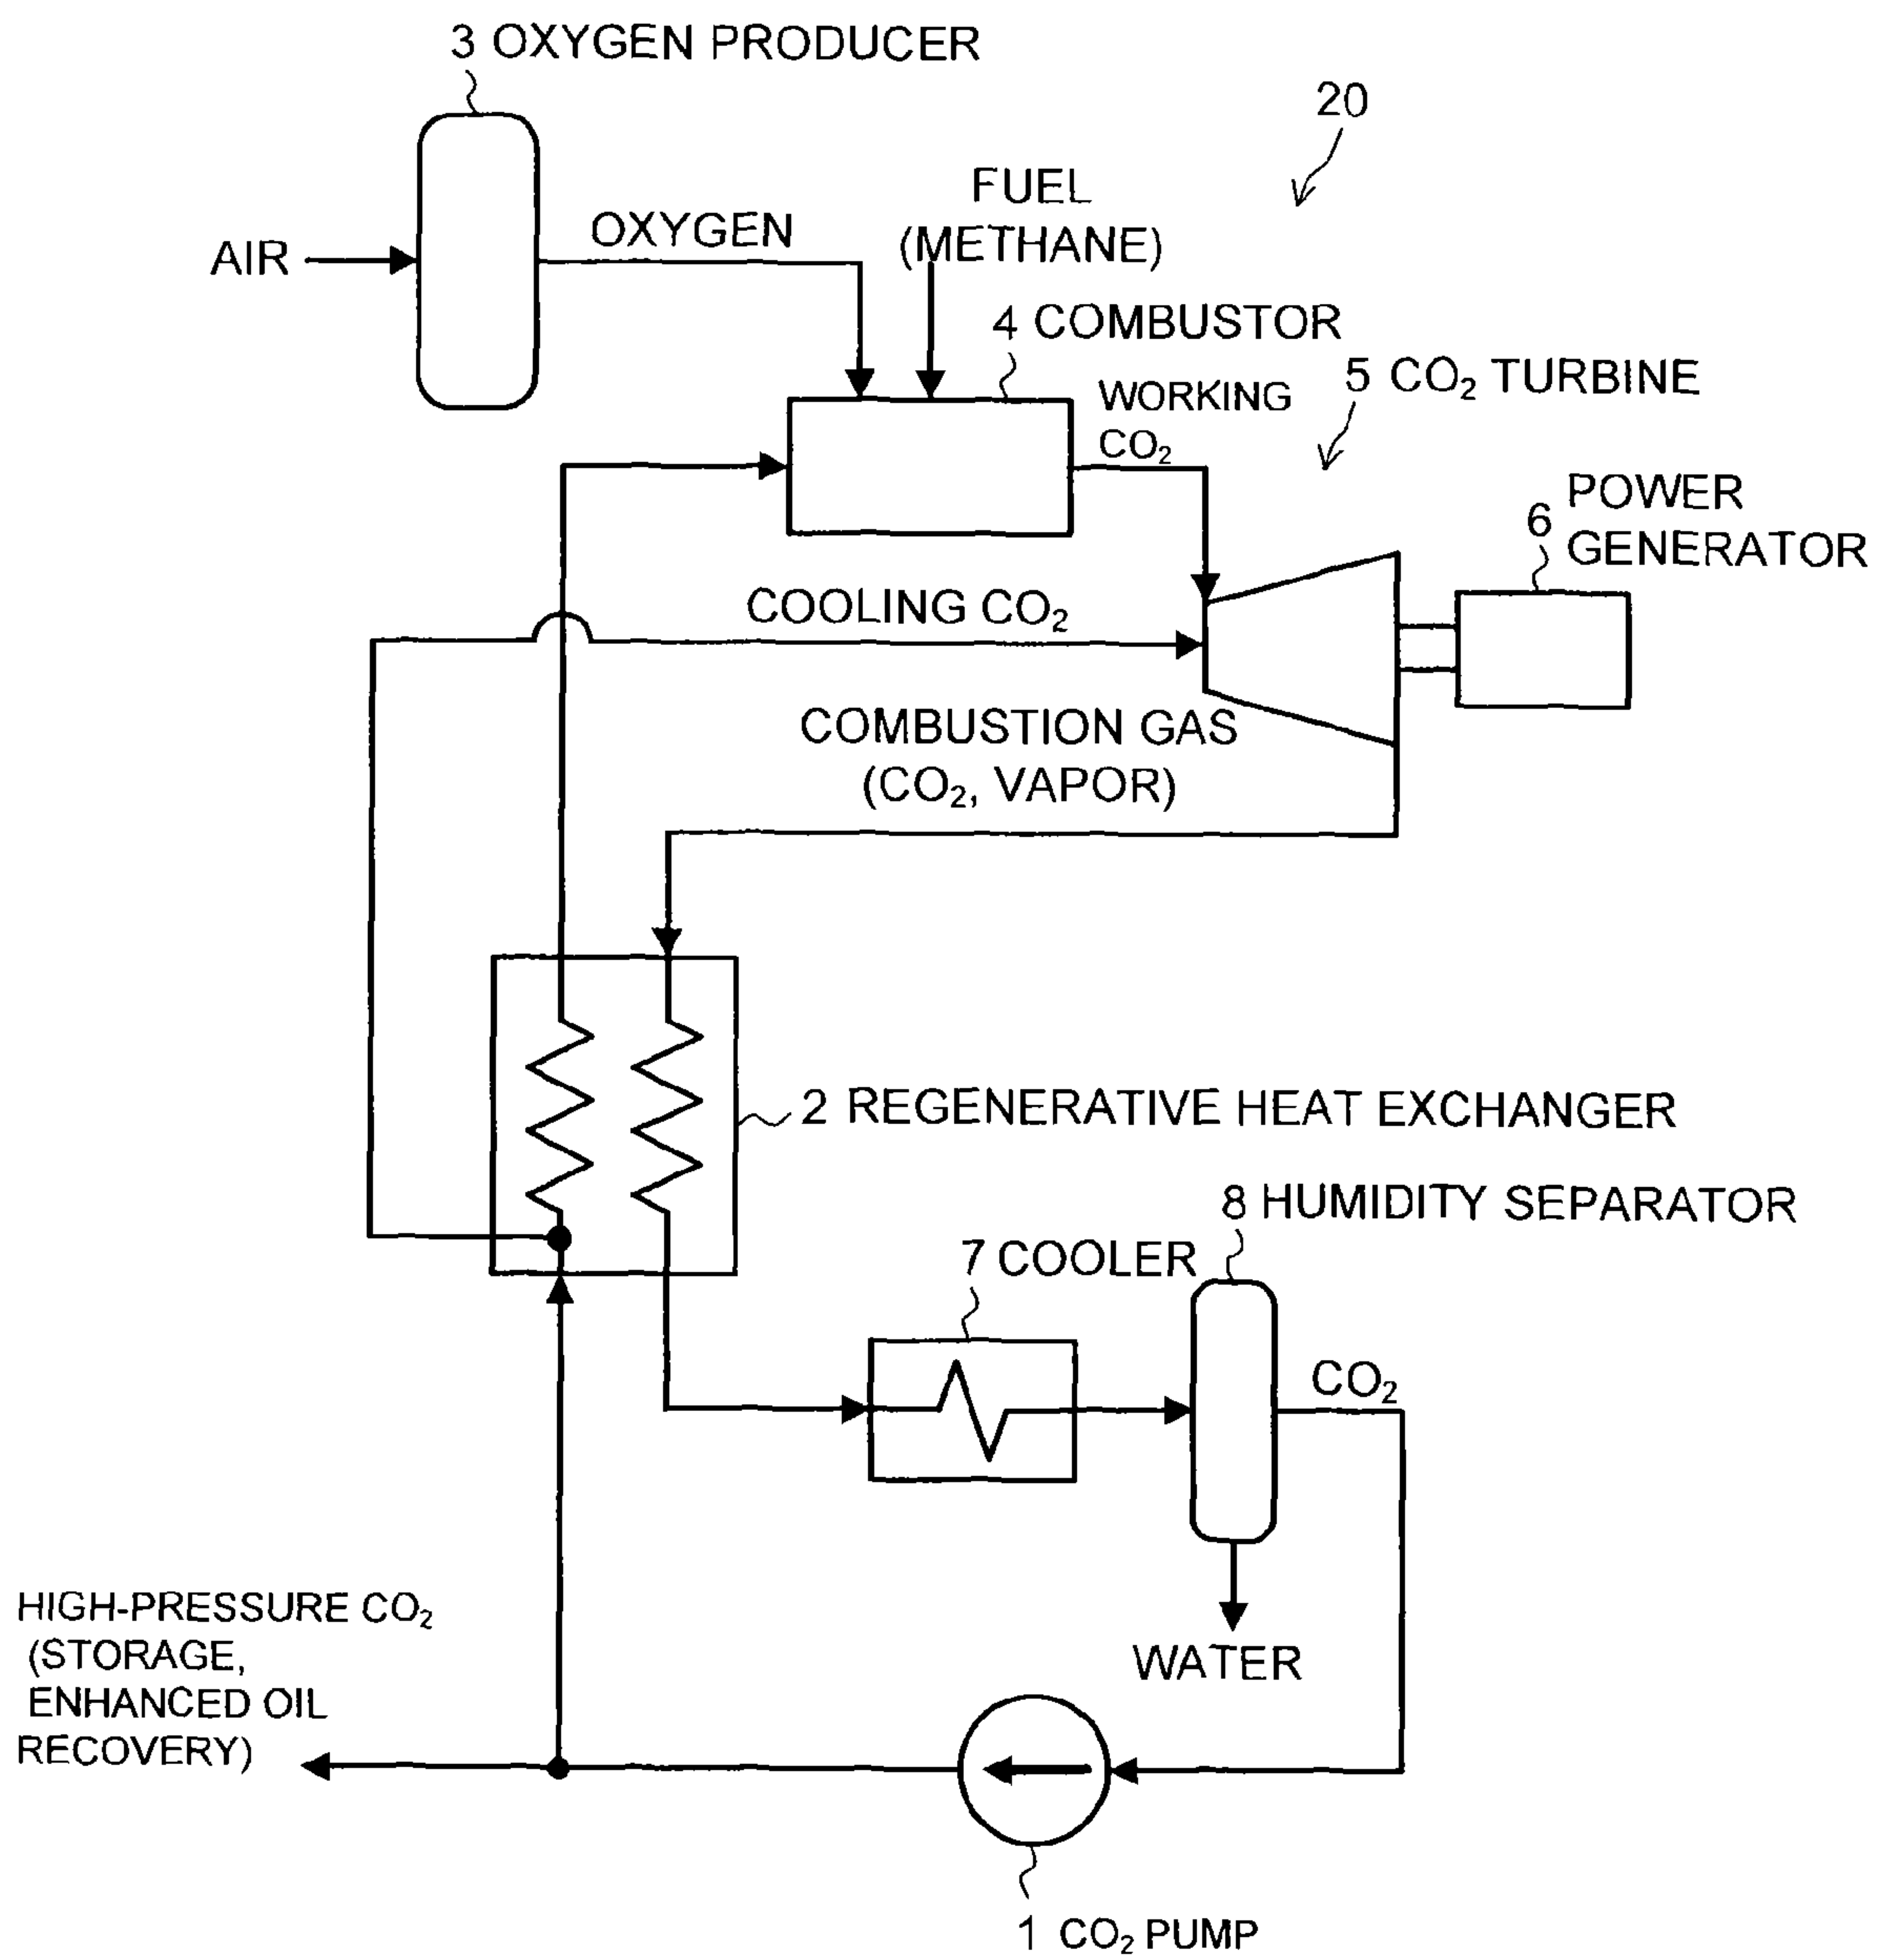 3 OXYGEN PRODUCER
20
FUEL
(METHANE)
OXYGEN
AIR
4 COMBUSTOR
5 CO₂ TURBINE
WORKING
CO₂
6 POWER
GENERATOR
COOLING CO₂
COMBUSTION GAS
(CO₂, VAPOR)
2 REGENERATIVE HEAT EXCHANGER
8 HUMIDITY SEPARATOR
7 COOLER
CO₂
HIGH-PRESSURE CO₂
(STORAGE,
ENHANCED OIL
RECOVERY)
WATER
1 CO₂ PUMP